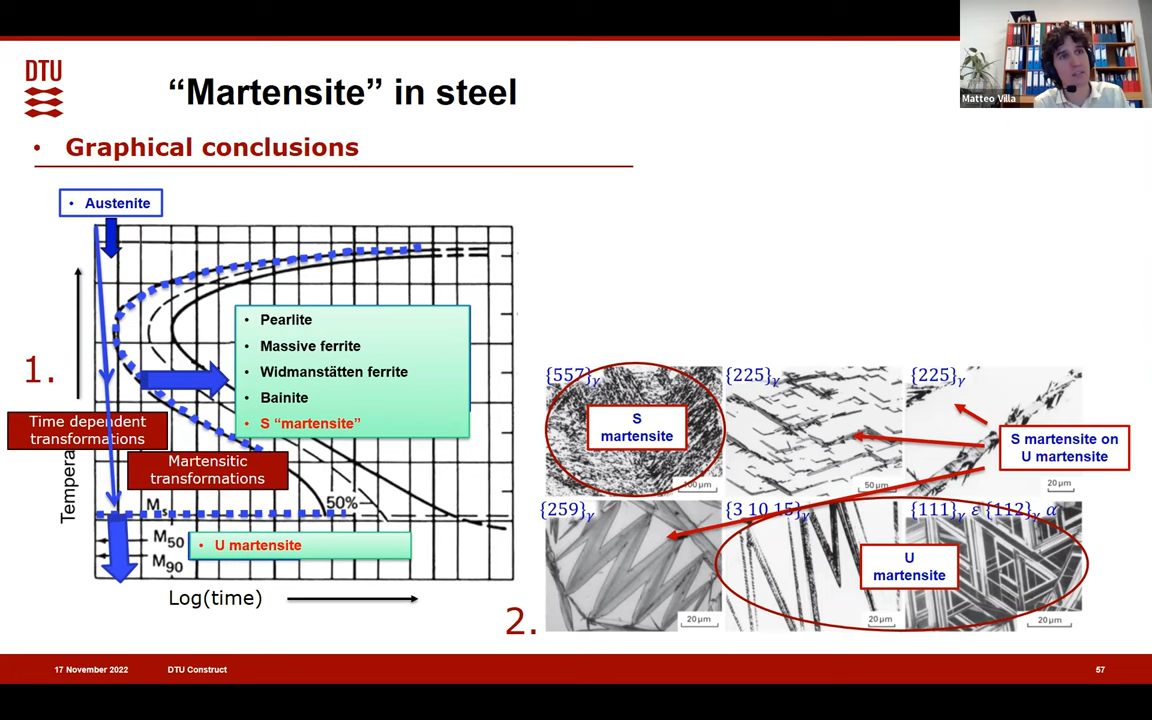 DTU
“Martensite” in steel
Matteo Villa
• Graphical conclusions
• Austenite
1.
• Pearlite
• Massive ferrite
• Widmanstätten ferrite
• Bainite
• S “martensite”
Time dependent
transformations
Martensitic
transformations
Tempera
Ms
50%
M50
M90
• U martensite
Log(time)
2.
{557}γ
{225}γ
{225}γ
S
martensite
S martensite on
U martensite
50 µm
20 µm
{259}γ
{3 10 15}γ
{111}γ ε {112}γ α
U
martensite
20 µm
20 µm
20 µm
17 November 2022
DTU Construct
57